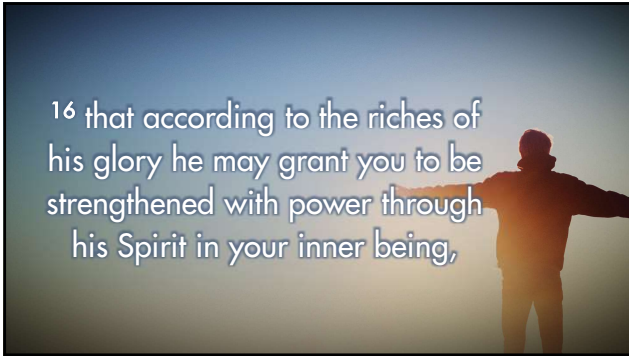 16 that according to the riches of
his glory he may grant you to be
strengthened with power through
his Spirit in your inner being,